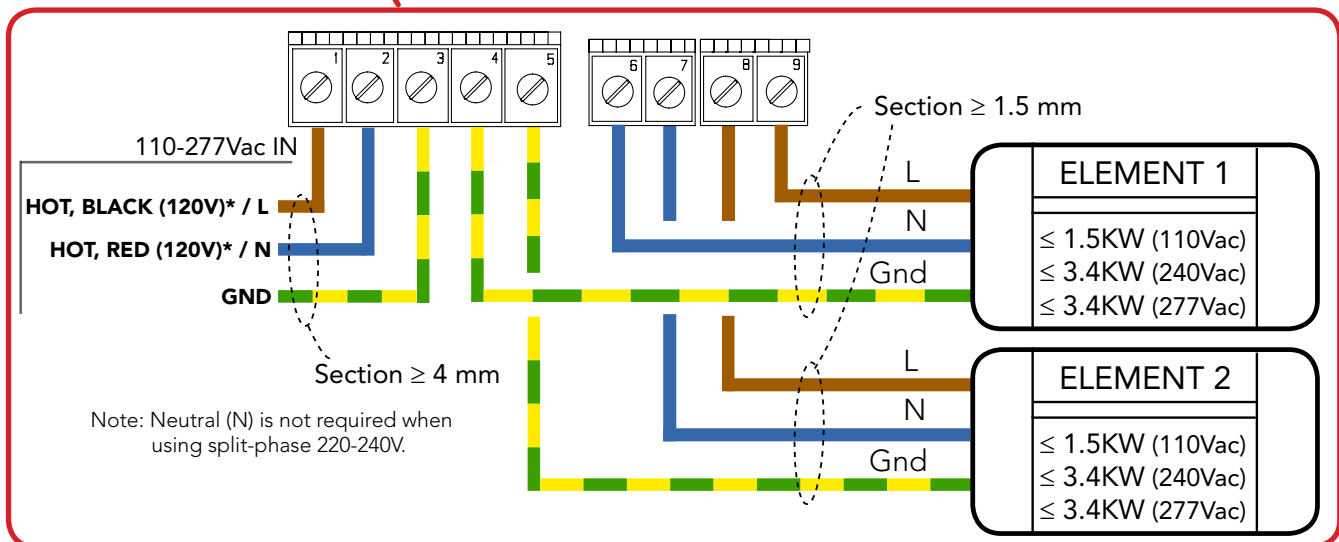 1 2 3 4 5 6 7 8 9
110-277Vac IN
HOT, BLACK (120V)* / L
HOT, RED (120V)* / N
GND
Section ≥ 4 mm
Note: Neutral (N) is not required when
using split-phase 220-240V.
Section ≥ 1.5 mm
L
N
Gnd
ELEMENT 1
≤ 1.5KW (110Vac)
≤ 3.4KW (240Vac)
≤ 3.4KW (277Vac)
L
N
Gnd
ELEMENT 2
≤ 1.5KW (110Vac)
≤ 3.4KW (240Vac)
≤ 3.4KW (277Vac)